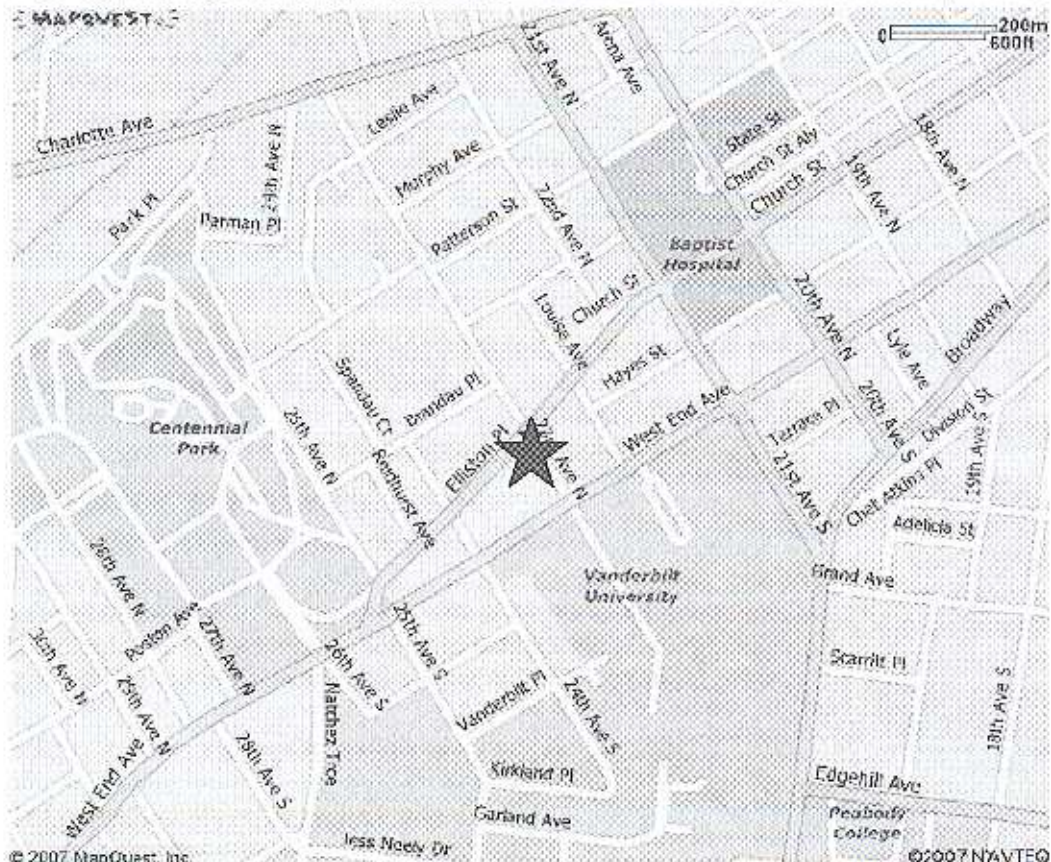 MAPQUEST
0 200m
600ft
21st Ave N
Arena Ave
Charlotte Ave
Leslie Ave
State St
18th Ave N
Church St Aly
Murphy Ave
Church St
19th Ave N
Park Pl
Parman Pl
Patterson St
22nd Ave N
Baptist
Hospital
Church St
Louise Ave
20th Ave N
Broadway
Lyle Ave
Hayes St
Spandau Ct
Brandau Pl
West End Ave
Terrace Pl
20th Ave S
Division St
19th Ave S
Centennial
Park
25th Ave N
Elliston Pl
Ave N
21st Ave S
Chet Atkins Pl
Adelicia St
Reidhurst Ave
28th Ave N
Vanderbilt
University
Grand Ave
Poston Ave
27th Ave N
25th Ave S
30th Ave N
29th Ave N
26th Ave S
Scarritt Pl
Vanderbilt Pl
24th Ave S
Natchez Trce
18th Ave S
28th Ave S
West End Ave
Kirkland Pl
Edgehill Ave
Garland Ave
Peabody
College
Jess Neely Dr
© 2007 MapQuest, Inc.
©2007 NAVTEQ